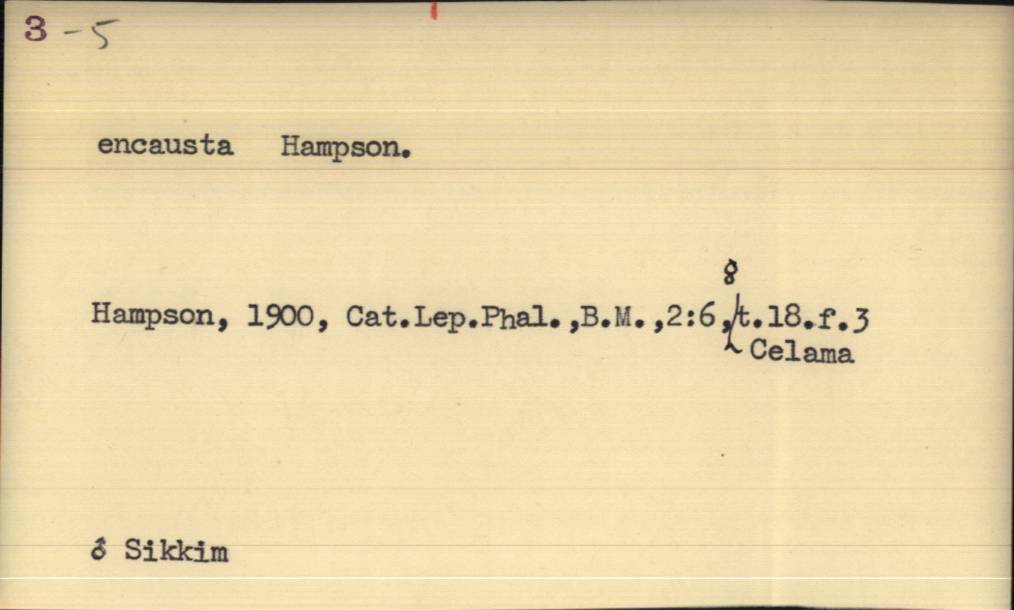 3 - 5
encausta Hampson.
8
Hampson, 1900, Cat.Lep.Phal.,B.M.,2:6,t.18.f.3
Celama
♂ Sikkim